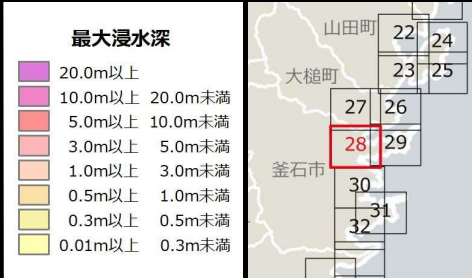 最大浸水深
20.0m以上
10.0m以上 20.0m未満
5.0m以上 10.0m未満
3.0m以上 5.0m未満
1.0m以上 3.0m未満
0.5m以上 1.0m未満
0.3m以上 0.5m未満
0.01m以上 0.3m未満
山田町 22 24
23 25
大槌町
27 26
28 29
釜石市
30
31
32